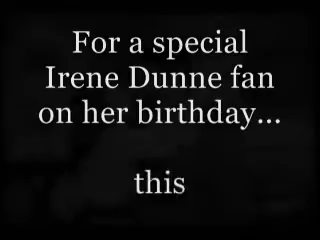 For a special
Irene Dunne fan
on her birthday...
this